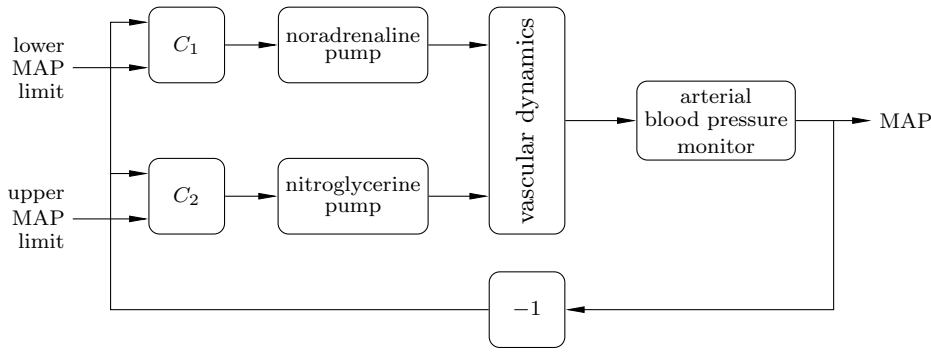 lower
MAP
limit
C₁
noradrenaline
pump
vascular dynamics
arterial
blood pressure
monitor
MAP
upper
MAP
limit
C₂
nitroglycerine
pump
−1